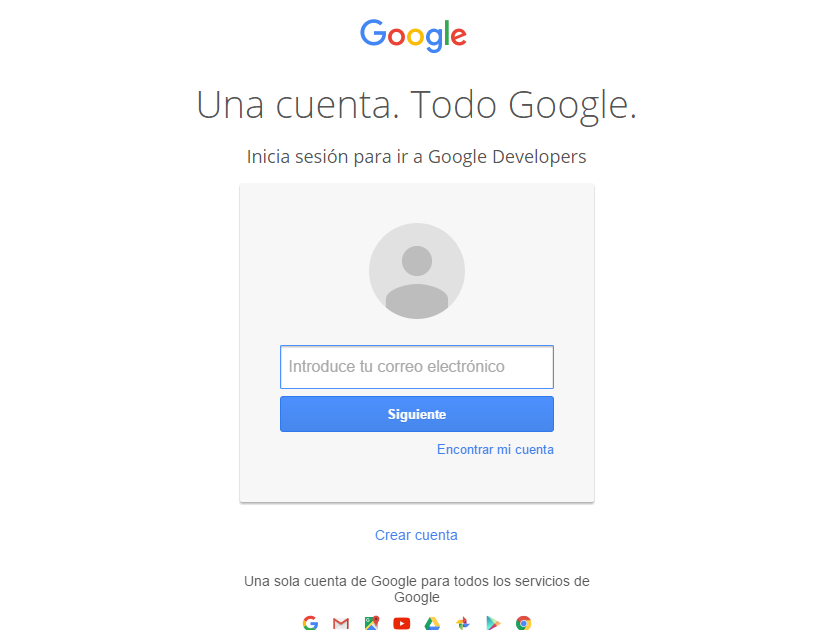 Google
Una cuenta. Todo Google.
Inicia sesión para ir a Google Developers
Introduce tu correo electrónico
Siguiente
Encontrar mi cuenta
Crear cuenta
Una sola cuenta de Google para todos los servicios de
Google